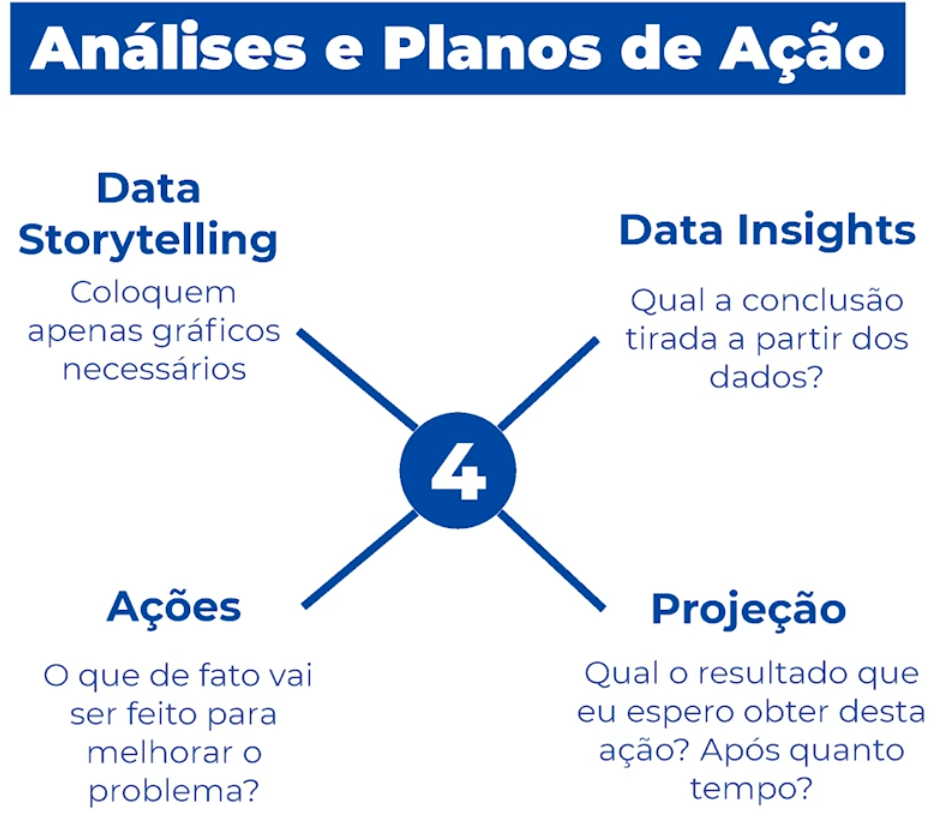 Análises e Planos de Ação
Data
Storytelling
Coloquem
apenas gráficos
necessários
Data Insights
Qual a conclusão
tirada a partir dos
dados?
4
Ações
O que de fato vai
ser feito para
melhorar o
problema?
Projeção
Qual o resultado que
eu espero obter desta
ação? Após quanto
tempo?